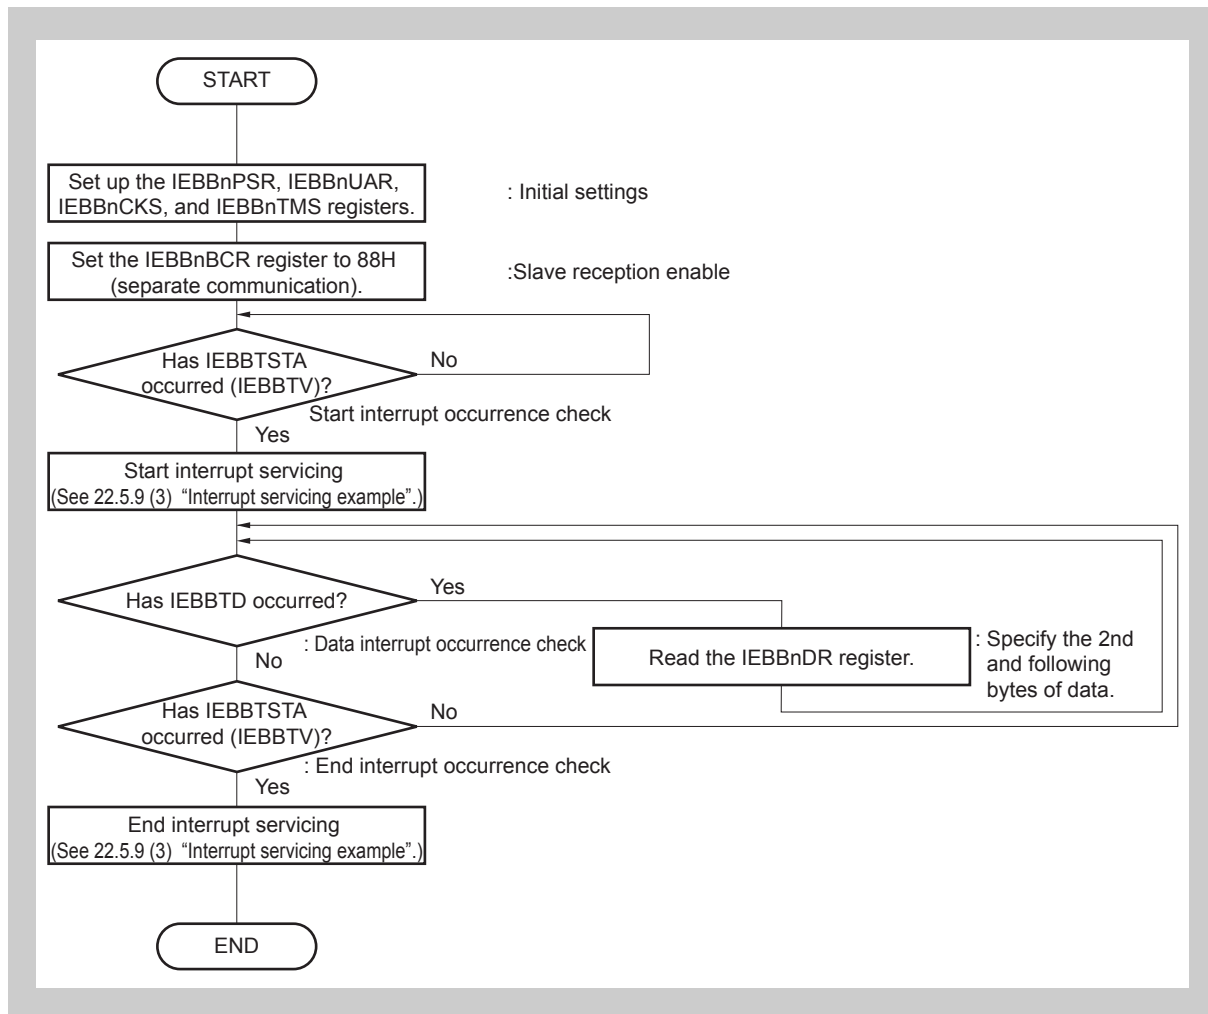 START
Set up the IEBBnPSR, IEBBnUAR,
IEBBnCKS, and IEBBnTMS registers.
: Initial settings
Set the IEBBnBCR register to 88H
(separate communication).
:Slave reception enable
Has IEBBTSTA
occurred (IEBBTV)?
No
Start interrupt occurrence check
Yes
Start interrupt servicing
(See 22.5.9 (3) “Interrupt servicing example”.)
Has IEBBTD occurred?
Yes
: Data interrupt occurrence check
No
Read the IEBBnDR register.
: Specify the 2nd
and following
bytes of data.
Has IEBBTSTA
occurred (IEBBTV)?
No
: End interrupt occurrence check
Yes
End interrupt servicing
(See 22.5.9 (3) “Interrupt servicing example”.)
END